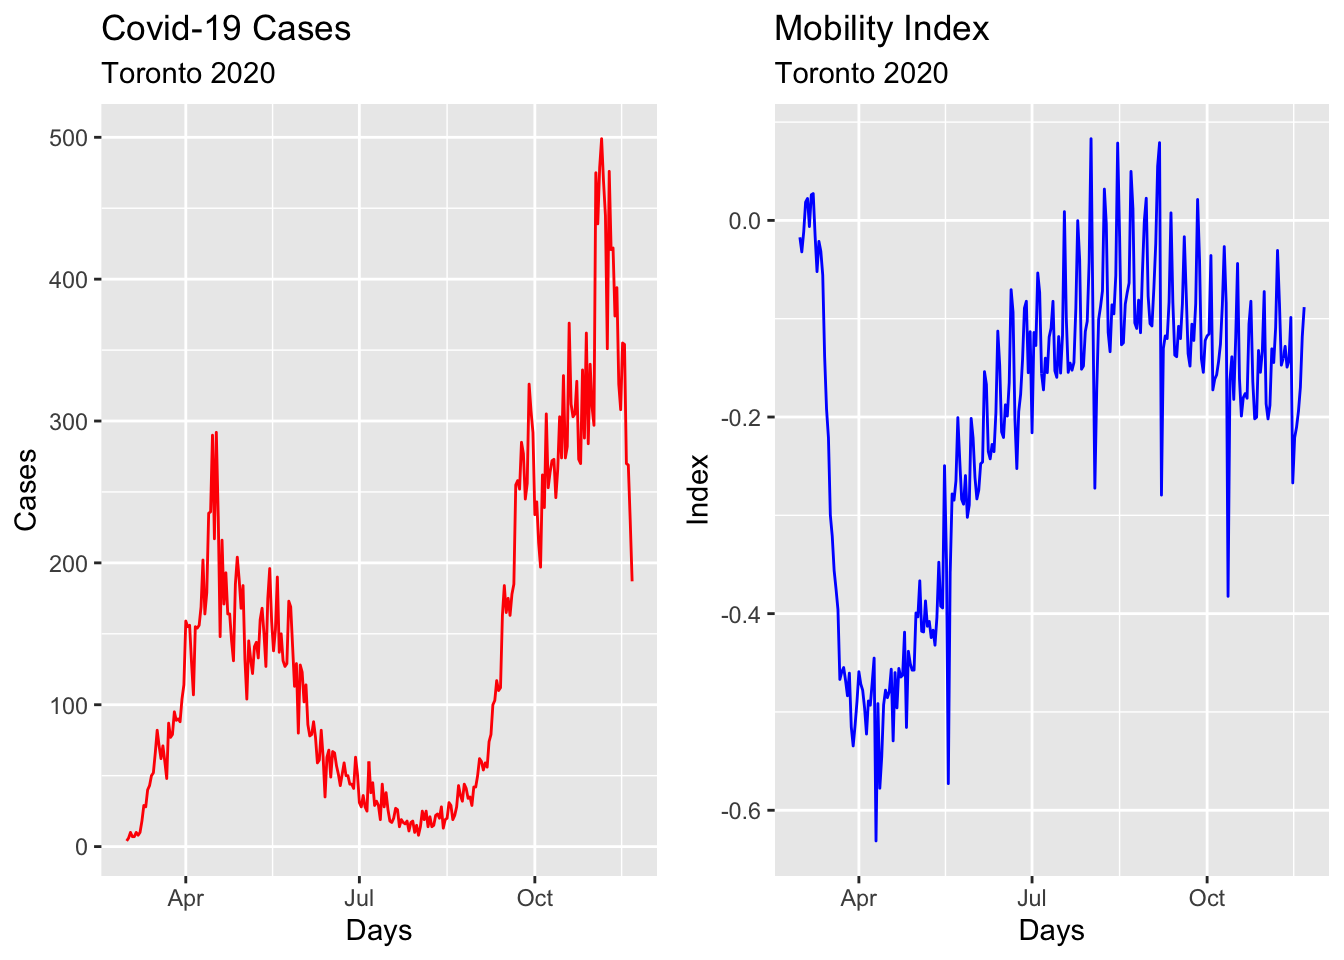 Covid-19 Cases
Toronto 2020
500
400
300
200
100
0
Cases
Apr
Jul
Oct
Days
Mobility Index
Toronto 2020
0.0
-0.2
-0.4
-0.6
Index
Apr
Jul
Oct
Days